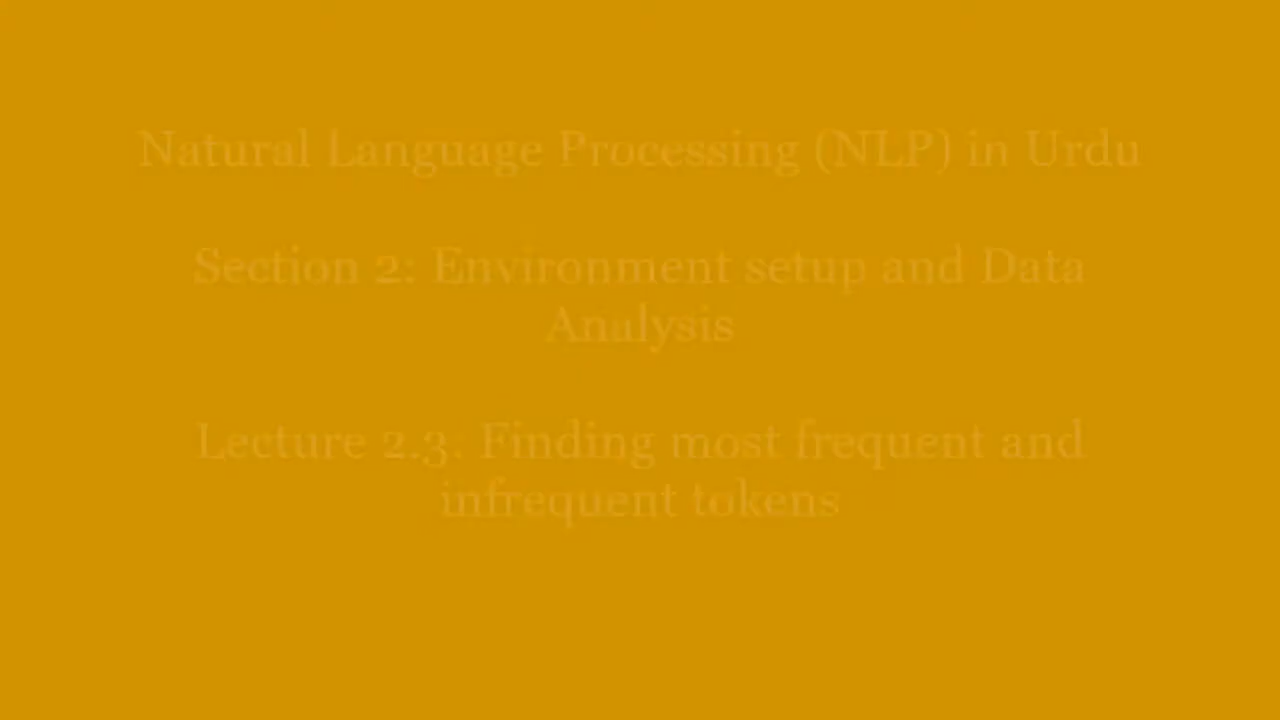 Natural Language Processing (NLP) in Urdu
Section 2: Environment setup and Data
Analysis
Lecture 2.3: Finding most frequent and
infrequent tokens